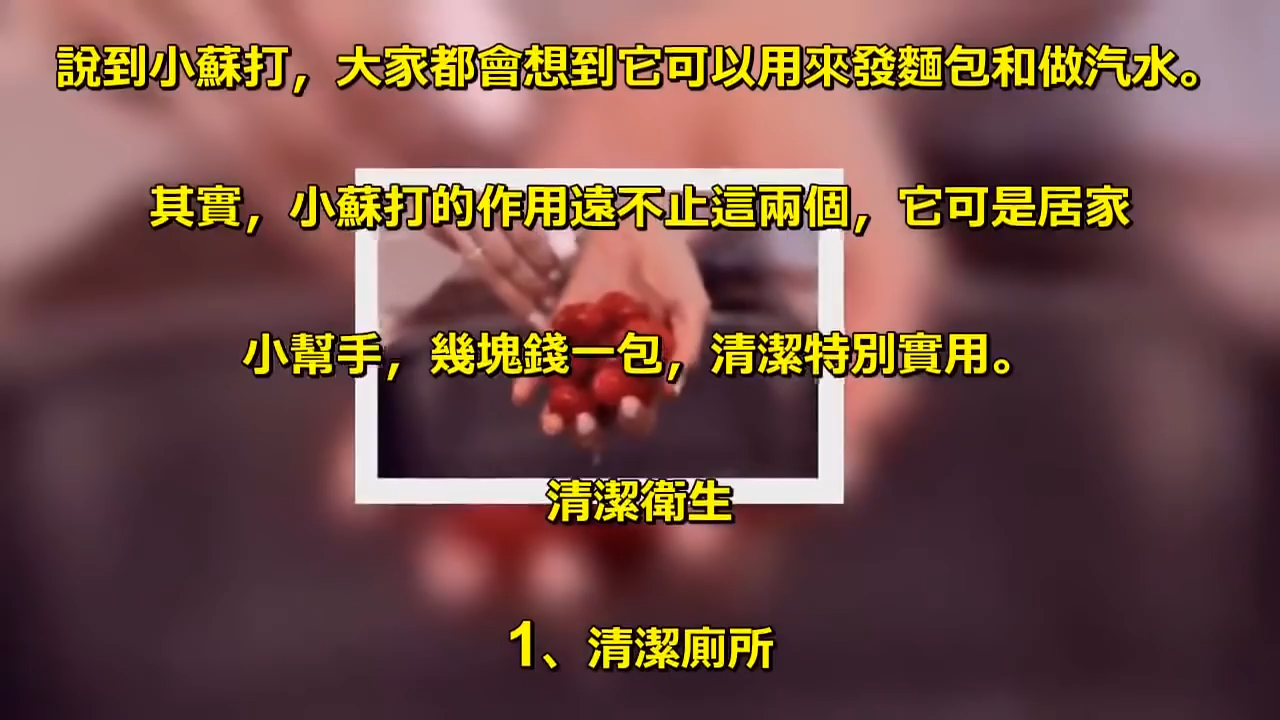 說到小蘇打，大家都會想到它可以用來發麵包和做汽水。
其實，小蘇打的作用遠不止這兩個，它可是居家
小幫手，幾塊錢一包，清潔特別實用。
清潔衛生
1、清潔廁所